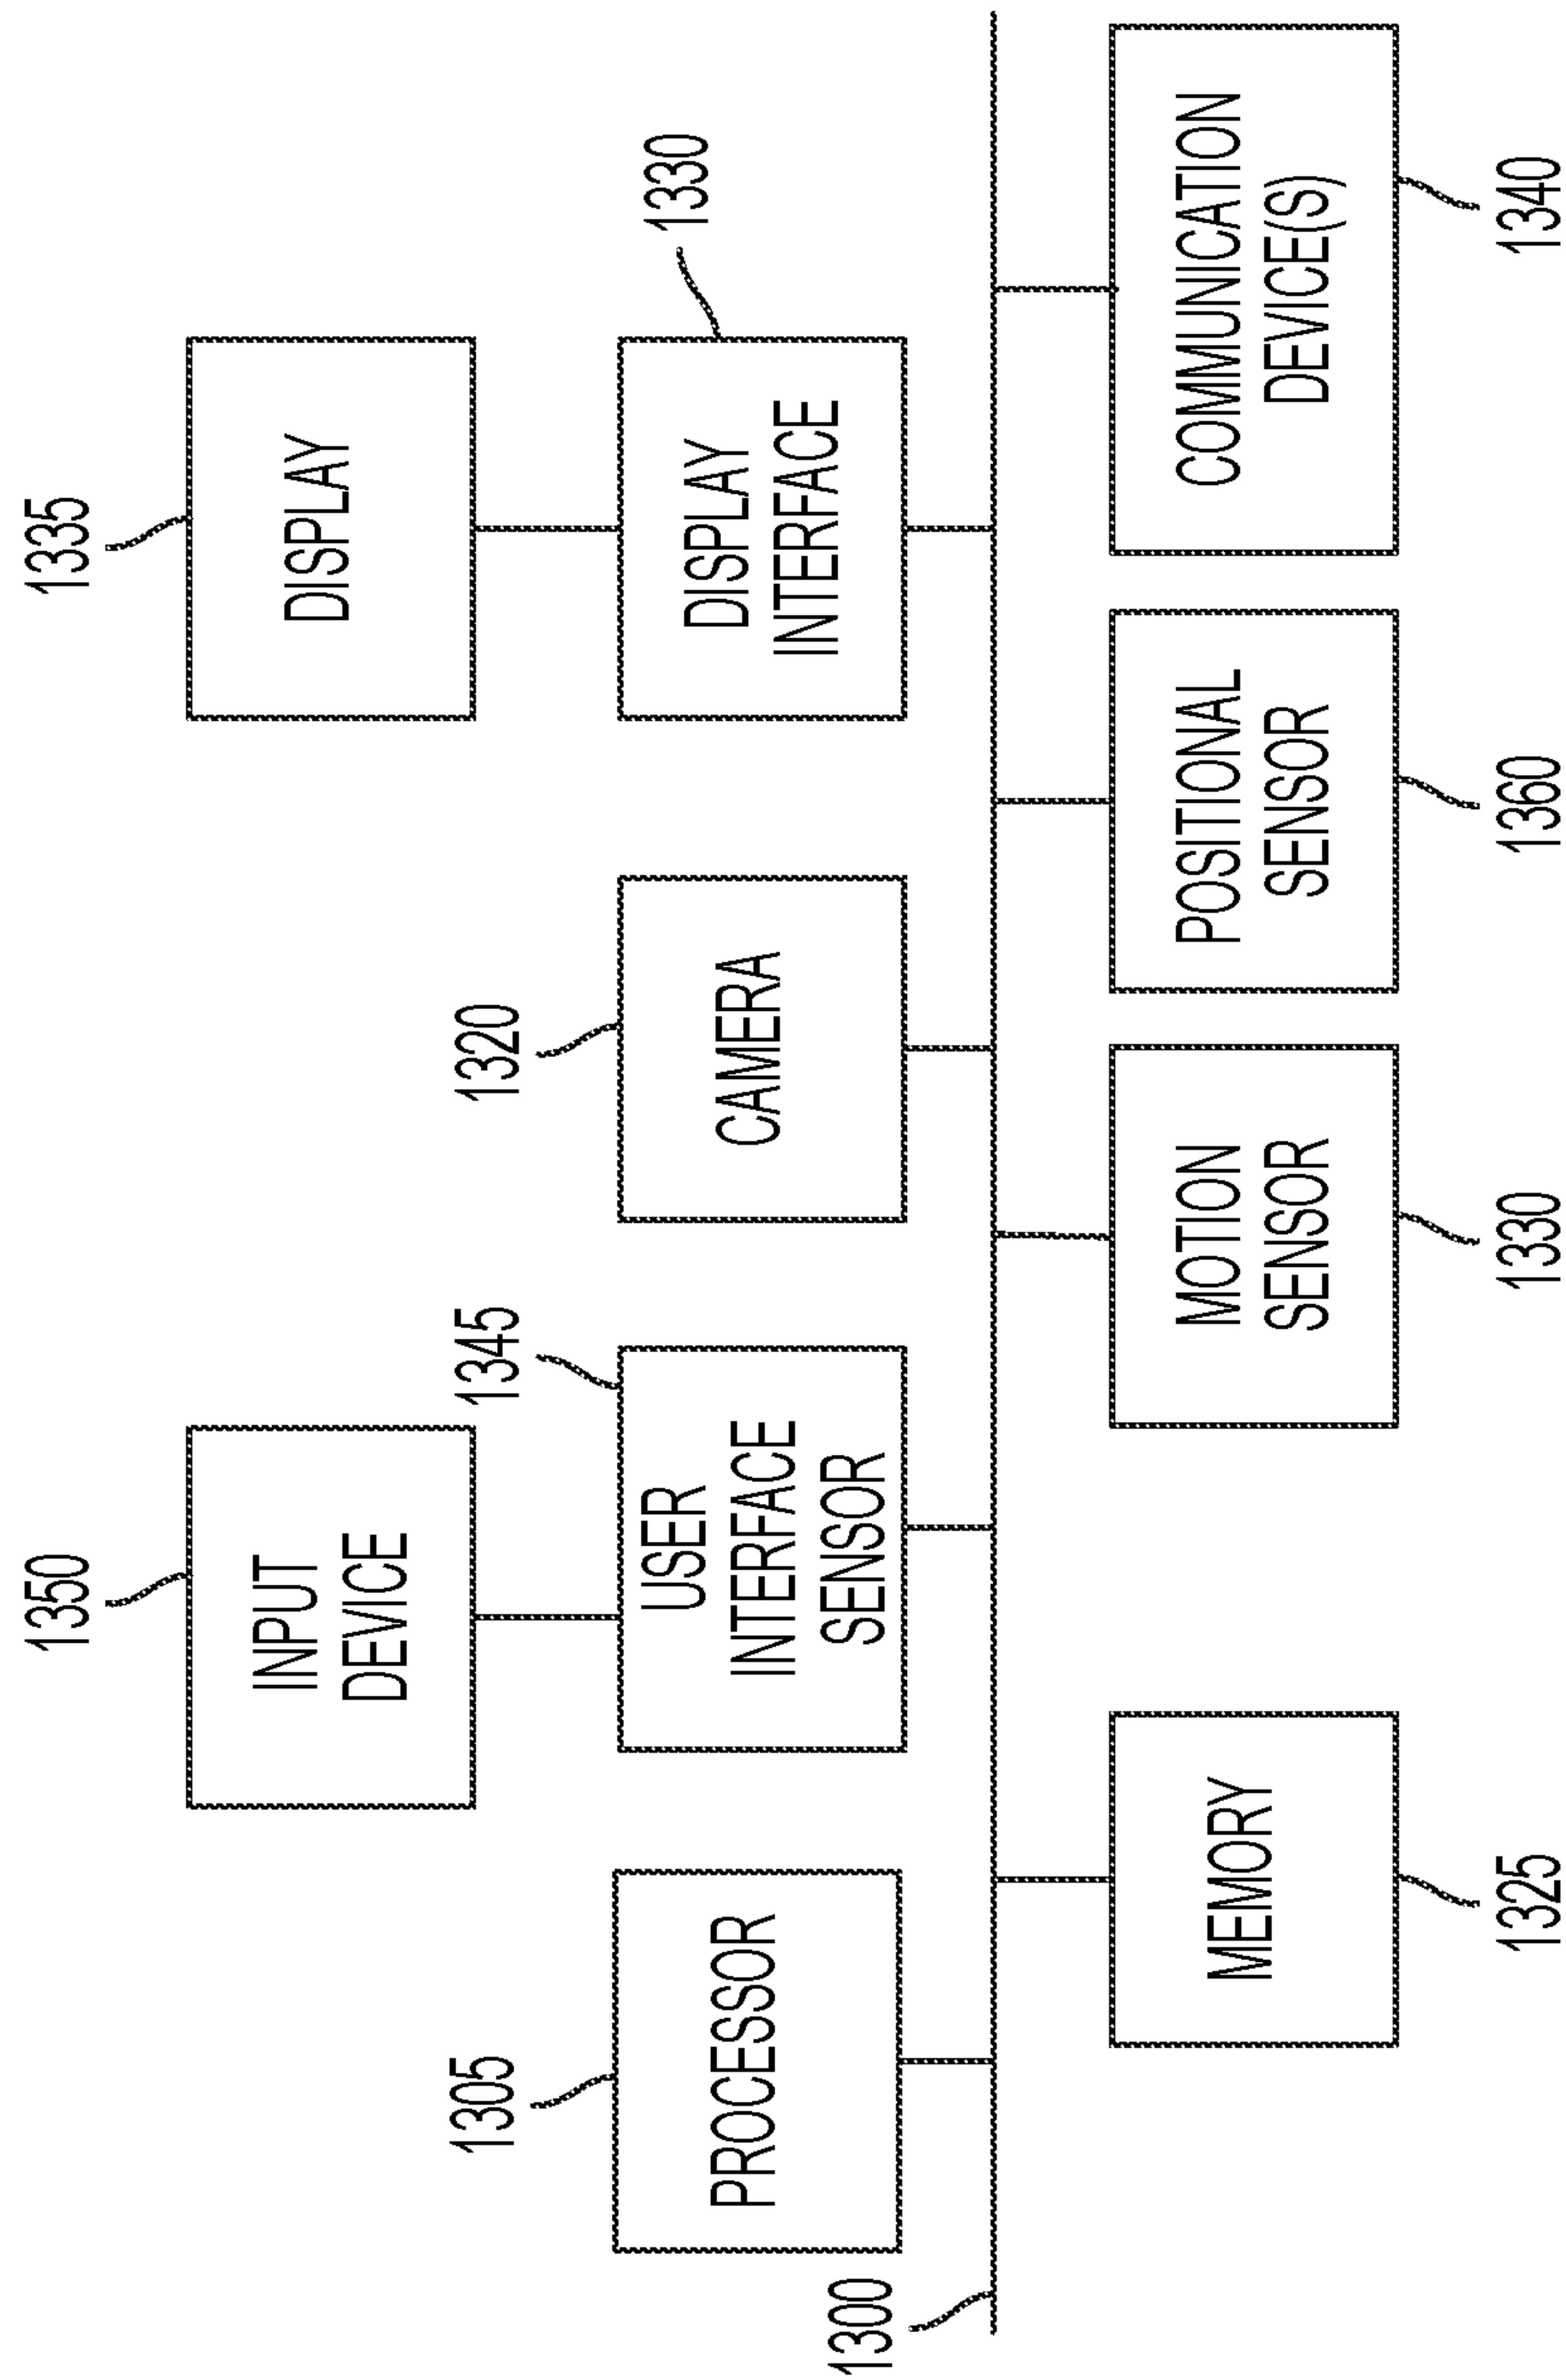 1350
INPUT
DEVICE
1335
DISPLAY
1305
PROCESSOR
1345
USER
INTERFACE
SENSOR
1320
CAMERA
1330
DISPLAY
INTERFACE
1300
MEMORY
1325
MOTION
SENSOR
1330
POSITIONAL
SENSOR
1360
COMMUNICATION
DEVICE(S)
1340